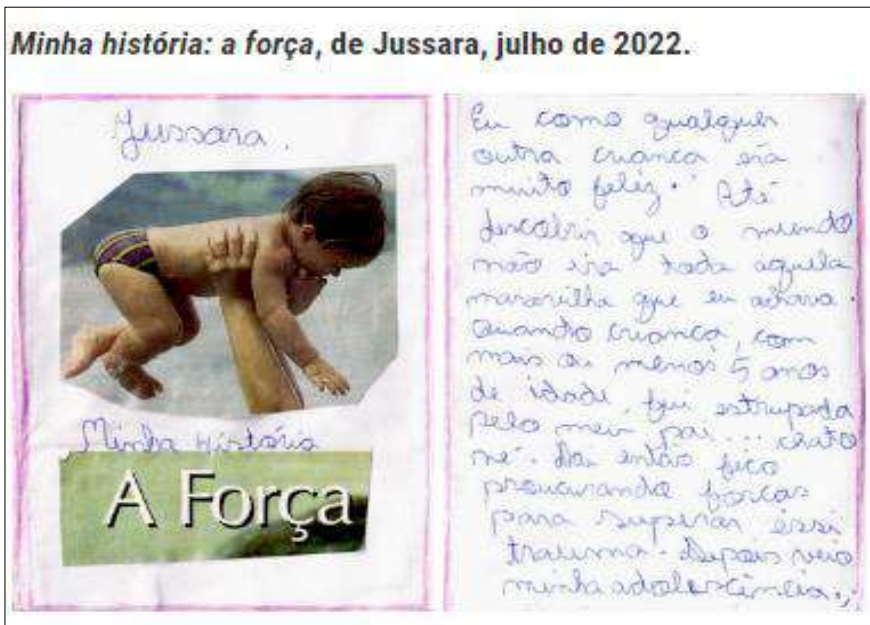 Minha história: a força, de Jussara, julho de 2022.
Jussara.
Minha história
A Força
Eu como qualquer
outra criança era
muito feliz. Até
descobrir que o mundo
não era toda aquela
maravilha que eu achava.
Quando criança, com
mais ou menos 5 anos
de idade, fui estrupada
pelo meu pai... chato
né. Daí então fico
procurando forças
para superar essi
trauma. Depois veio
minha adolescência..